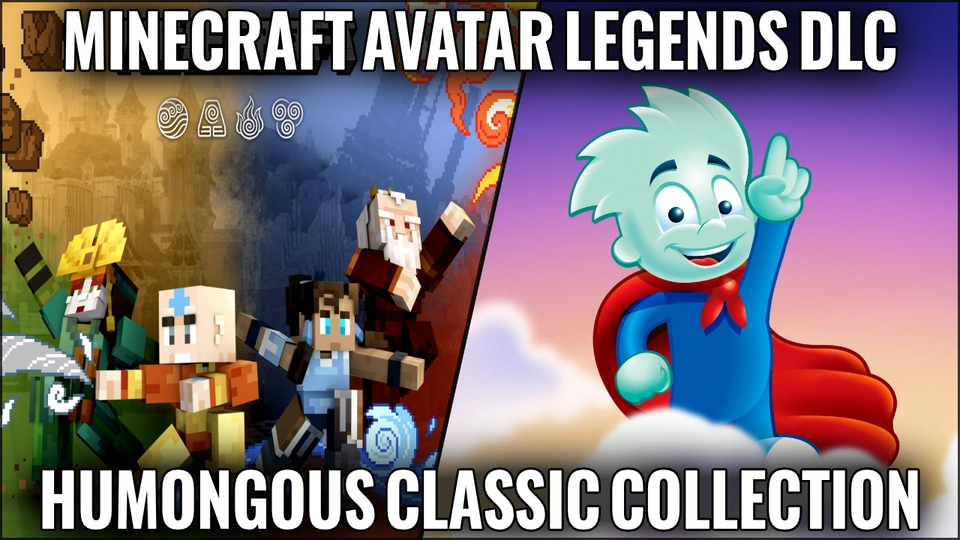 MINECRAFT AVATAR LEGENDS DLC
HUMONGOUS CLASSIC COLLECTION